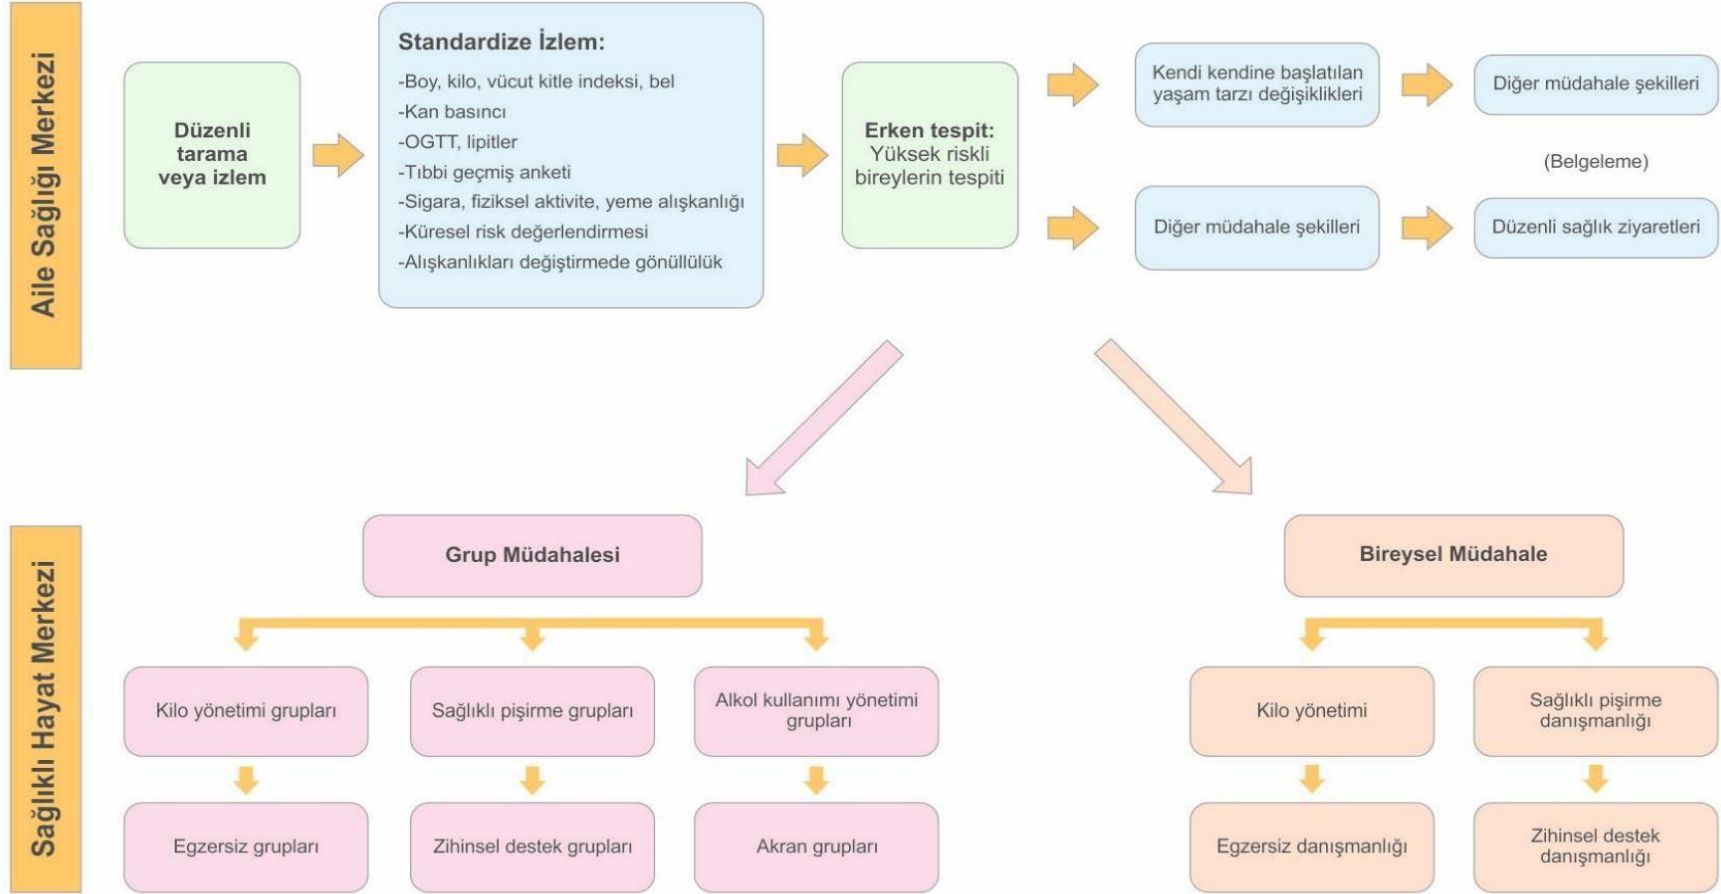 Aile Sağlığı Merkezi
Düzenli
tarama
veya izlem
Standardize İzlem:
-Boy, kilo, vücut kitle indeksi, bel
-Kan basıncı
-OGTT, lipitler
-Tıbbi geçmiş anketi
-Sigara, fiziksel aktivite, yeme alışkanlığı
-Küresel risk değerlendirmesi
-Alışkanlıkları değiştirmede gönüllülük
Erken tespit:
Yüksek riskli
bireylerin tespiti
Kendi kendine başlatılan
yaşam tarzı değişiklikleri
Diğer müdahale şekilleri
(Belgeleme)
Diğer müdahale şekilleri
Düzenli sağlık ziyaretleri
Sağlıklı Hayat Merkezi
Grup Müdahalesi
Kilo yönetimi grupları
Sağlıklı pişirme grupları
Alkol kullanımı yönetimi
grupları
Egzersiz grupları
Zihinsel destek grupları
Akran grupları
Bireysel Müdahale
Kilo yönetimi
Sağlıklı pişirme
danışmanlığı
Egzersiz danışmanlığı
Zihinsel destek
danışmanlığı